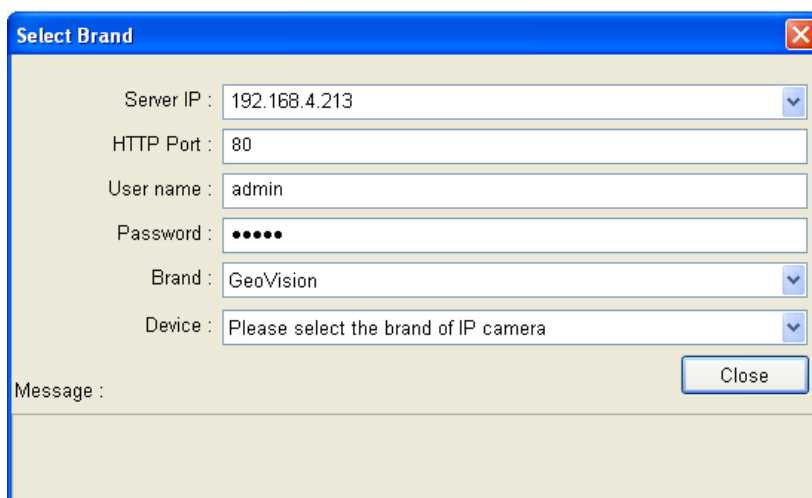 Select Brand
Server IP : 192.168.4.213
HTTP Port : 80
User name : admin
Password : •••••
Brand : GeoVision
Device : Please select the brand of IP camera
Close
Message :